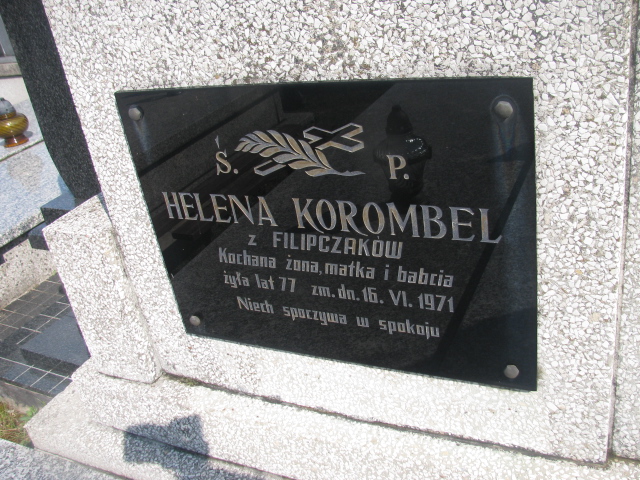 Ś. P.
HELENA KOROMBEL
z FILIPCZAKÓW
Kochana żona, matka i babcia
żyła lat 77 zm. dn. 16. VI. 1971
Niech spoczywa w spokoju